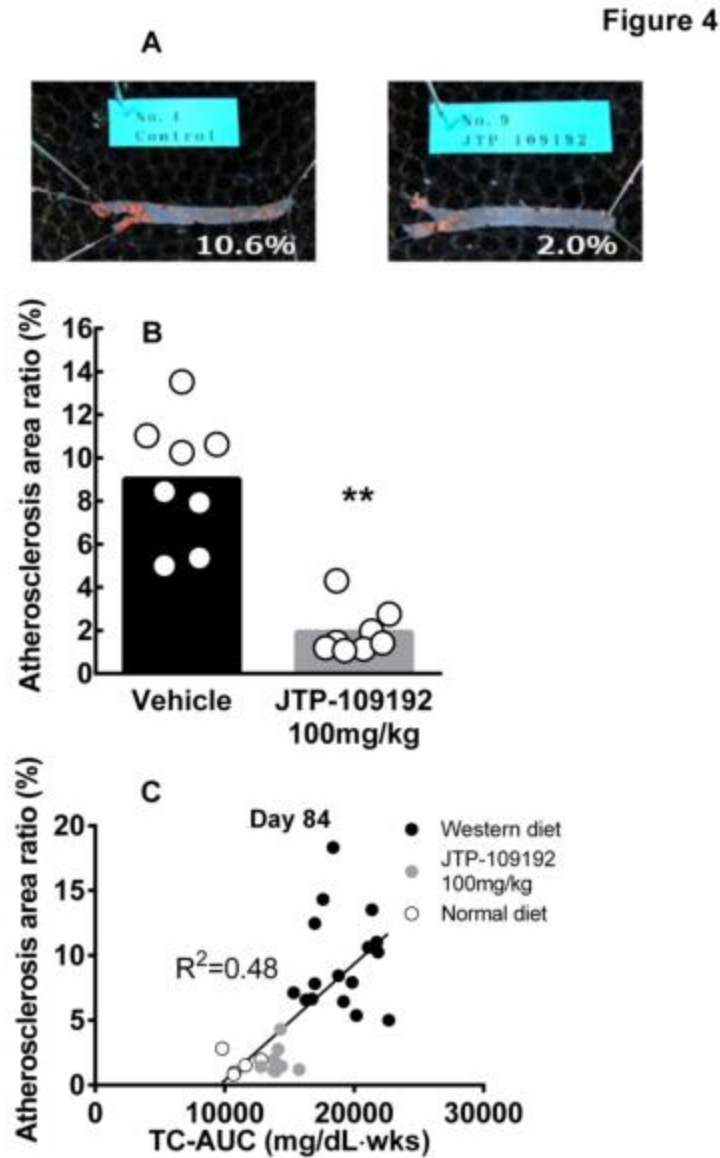 Figure 4
A
No. 1
Control
10.6%
No. 9
JTP 109192
2.0%
B
Atherosclerosis area ratio (%)
16
14
12
10
8
6
4
2
0
**
Vehicle
JTP-109192
100mg/kg
C
Atherosclerosis area ratio (%)
Day 84
20
15
10
5
0
R²=0.48
Western diet
JTP-109192
100mg/kg
Normal diet
0 10000 20000 30000
TC-AUC (mg/dL·wks)